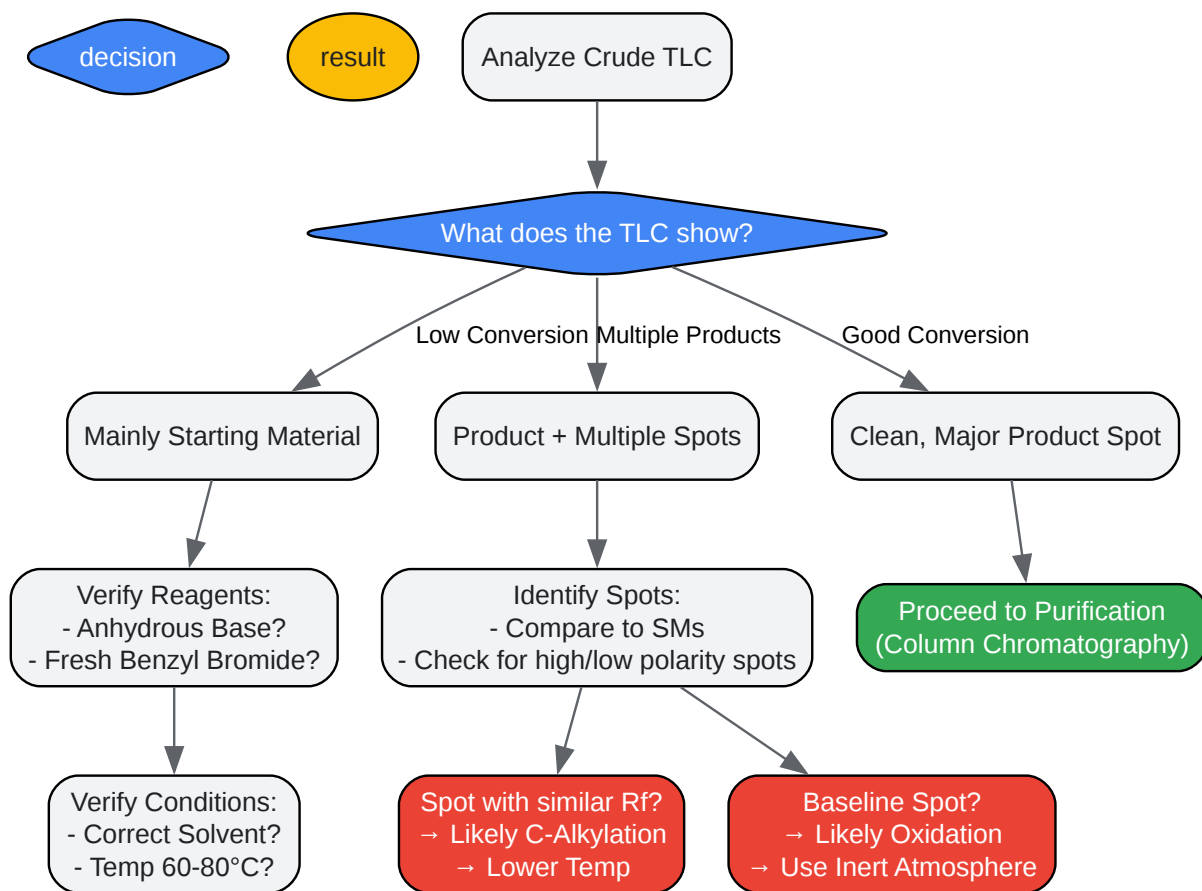 decision
result
Analyze Crude TLC
What does the TLC show?
Low Conversion
Multiple Products
Good Conversion
Mainly Starting Material
Product + Multiple Spots
Clean, Major Product Spot
Verify Reagents:
- Anhydrous Base?
- Fresh Benzyl Bromide?
Identify Spots:
- Compare to SMs
- Check for high/low polarity spots
Proceed to Purification
(Column Chromatography)
Verify Conditions:
- Correct Solvent?
- Temp 60-80°C?
Spot with similar Rf?
→ Likely C-Alkylation
→ Lower Temp
Baseline Spot?
→ Likely Oxidation
→ Use Inert Atmosphere